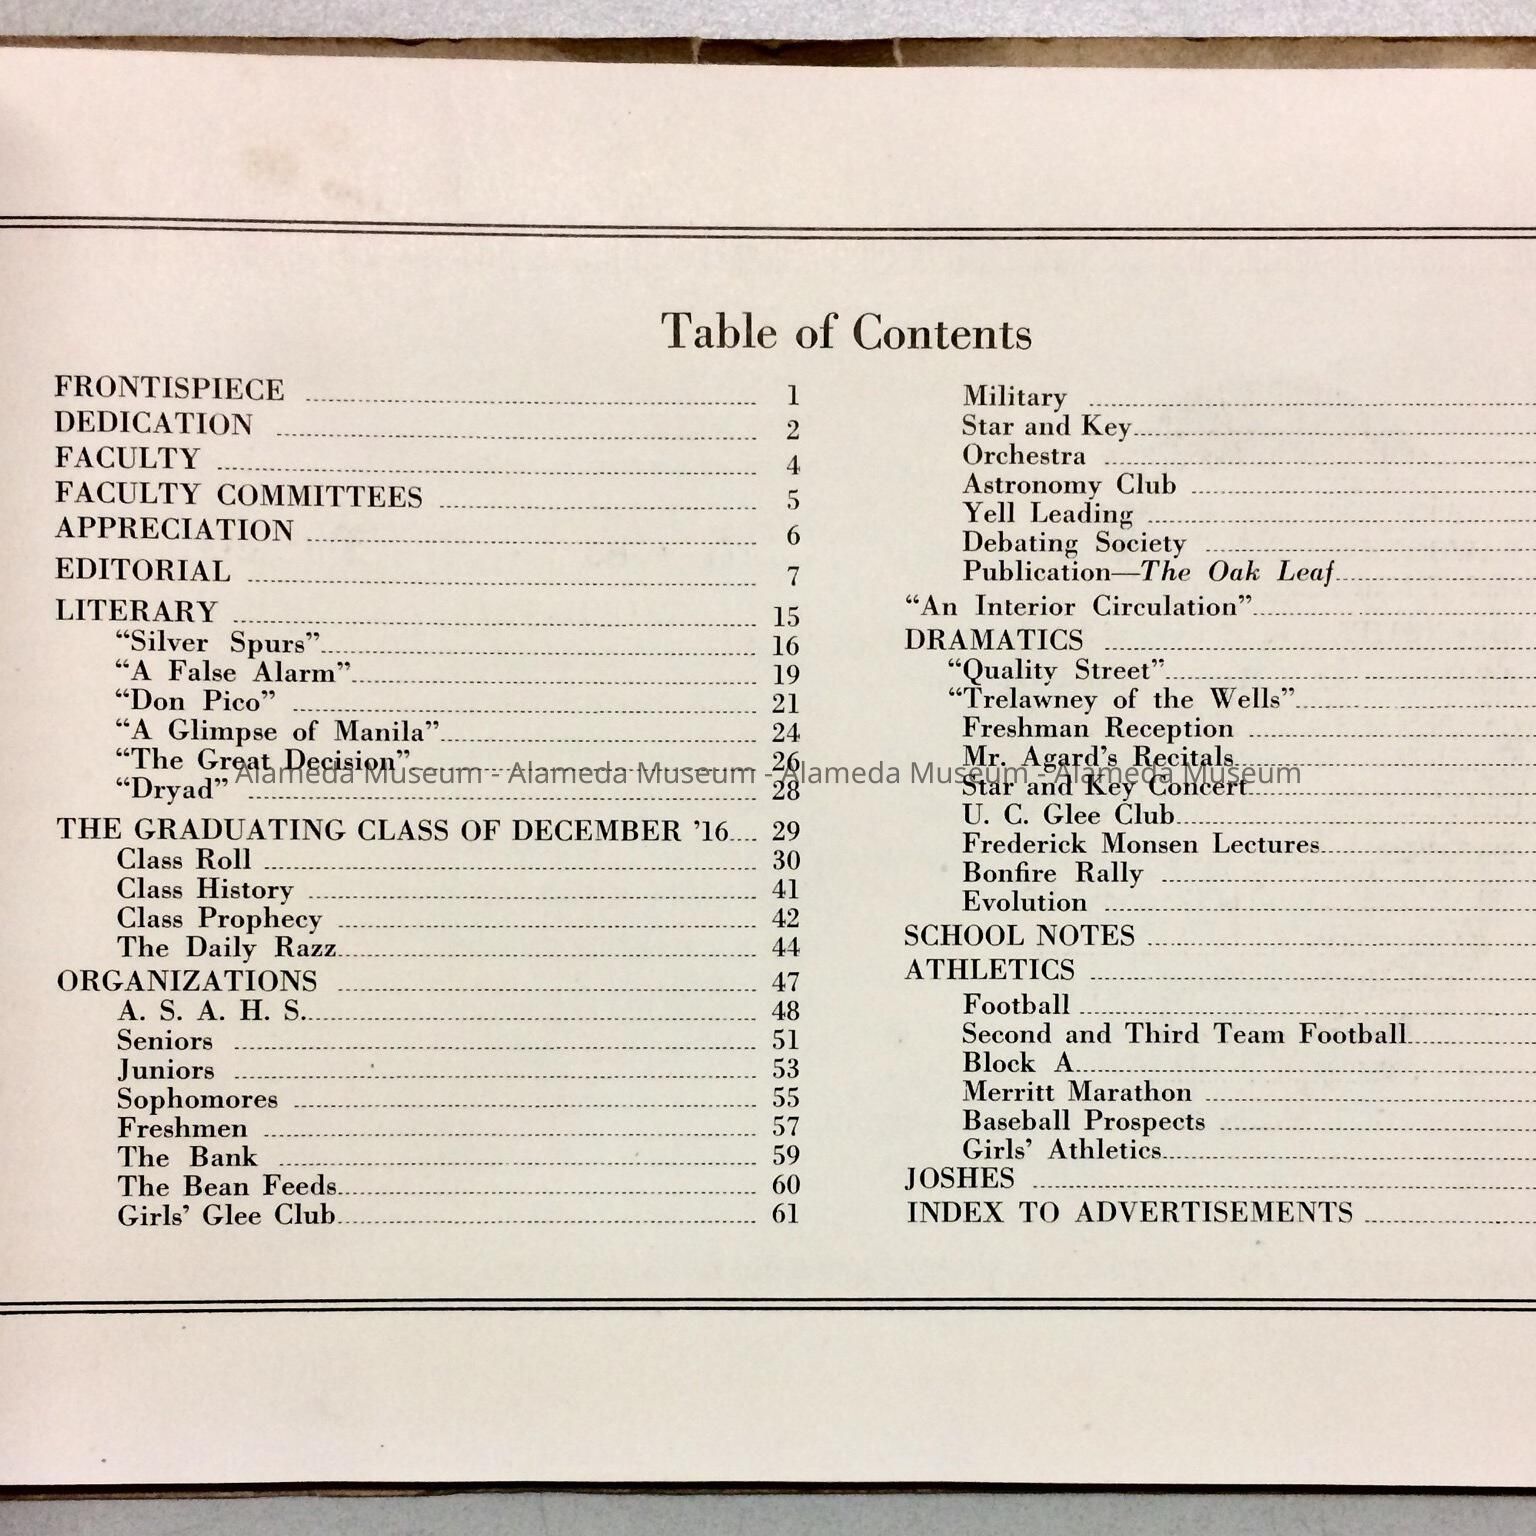 Table of Contents
FRONTISPIECE 1
DEDICATION 2
FACULTY 4
FACULTY COMMITTEES 5
APPRECIATION 6
EDITORIAL 7
LITERARY 15
“Silver Spurs” 16
“A False Alarm” 19
“Don Pico” 21
“A Glimpse of Manila” 24
“The Great Decision” 26
“Dryad” 28
THE GRADUATING CLASS OF DECEMBER ’16 29
Class Roll 30
Class History 41
Class Prophecy 42
The Daily Razz 44
ORGANIZATIONS 47
A. S. A. H. S. 48
Seniors 51
Juniors 53
Sophomores 55
Freshmen 57
The Bank 59
The Bean Feeds 60
Girls’ Glee Club 61
Military
Star and Key
Orchestra
Astronomy Club
Yell Leading
Debating Society
Publication—The Oak Leaf
“An Interior Circulation”
DRAMATICS
“Quality Street”
“Trelawney of the Wells”
Freshman Reception
Mr. Agard’s Recitals
Star and Key Concert
U. C. Glee Club
Frederick Monsen Lectures
Bonfire Rally
Evolution
SCHOOL NOTES
ATHLETICS
Football
Second and Third Team Football
Block A
Merritt Marathon
Baseball Prospects
Girls’ Athletics
JOSHES
INDEX TO ADVERTISEMENTS
Alameda Museum - Alameda Museum - Alameda Museum - Alameda Museum